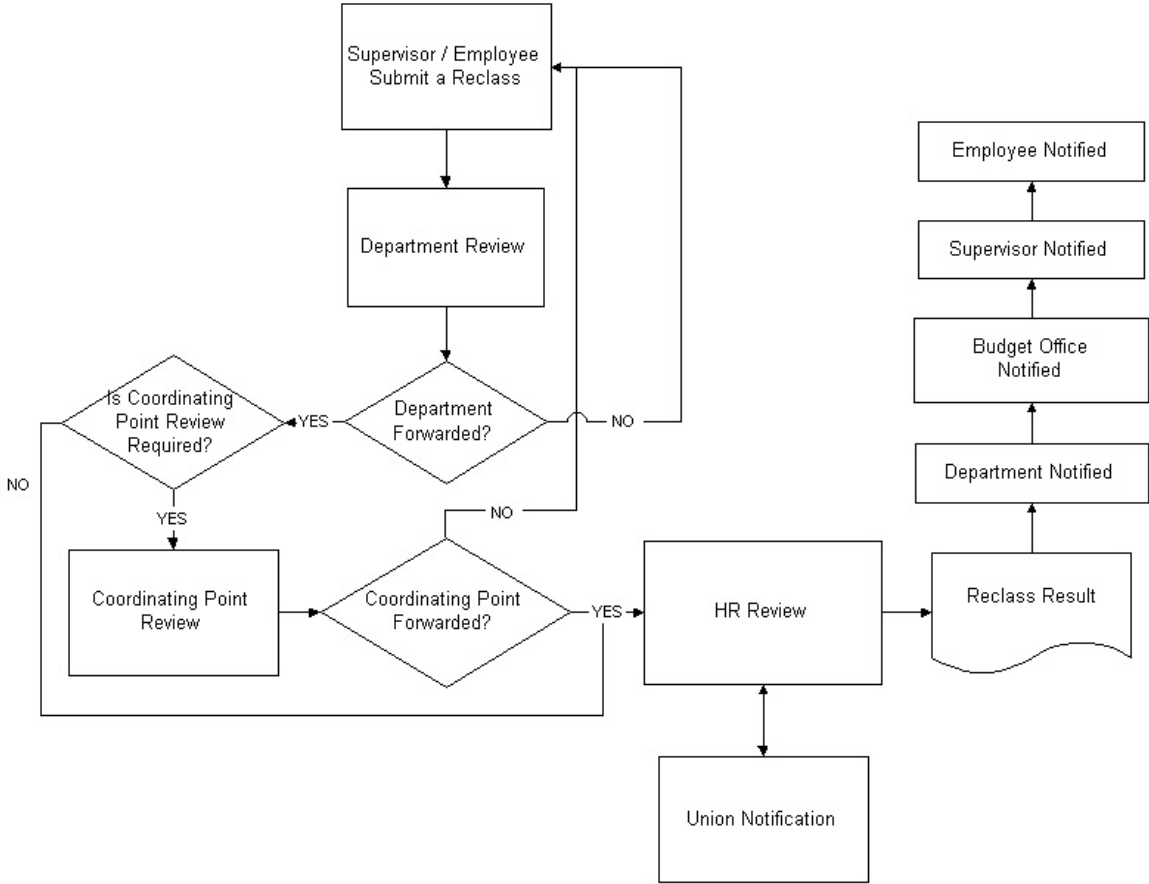 Supervisor / Employee
Submit a Reclass
Employee Notified
Department Review
Supervisor Notified
Budget Office
Notified
Is Coordinating
Point Review
Required?
YES
Department
Forwarded?
NO
Department Notified
NO
YES
NO
Coordinating Point
Review
Coordinating Point
Forwarded?
YES
HR Review
Reclass Result
Union Notification